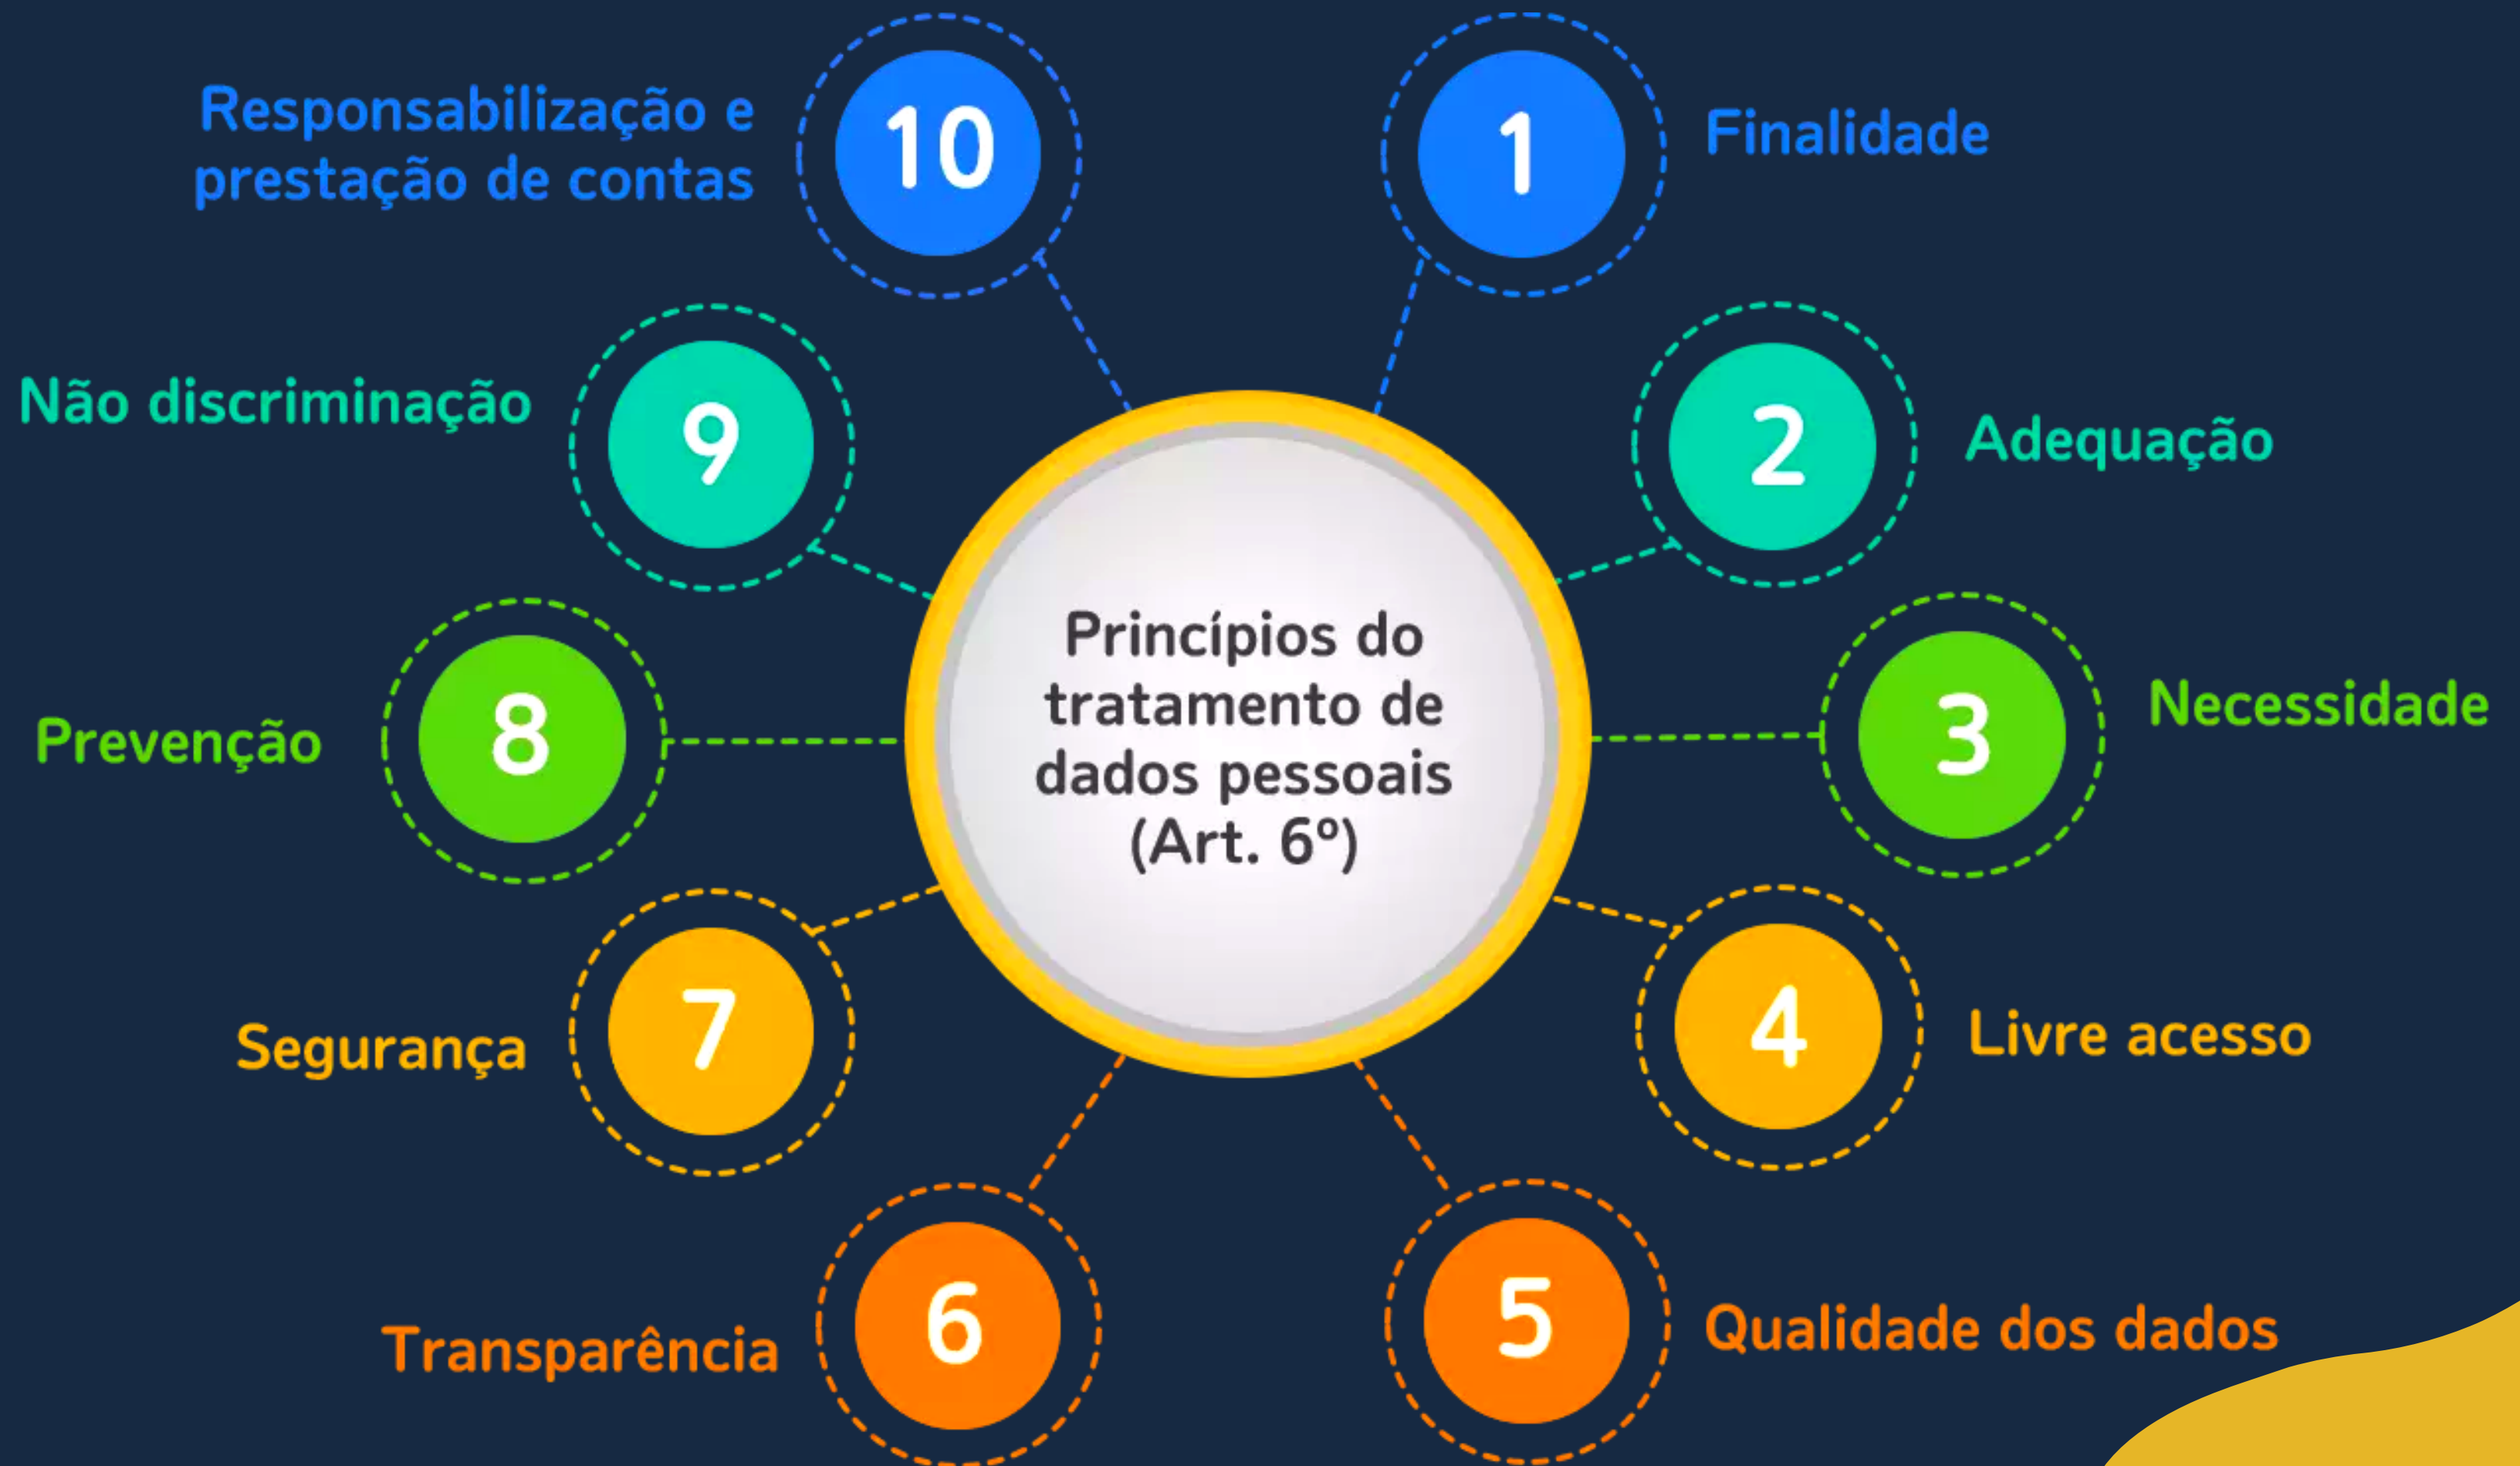 Princípios do
tratamento de
dados pessoais
(Art. 6º)
1
Finalidade
2
Adequação
3
Necessidade
4
Livre acesso
5
Qualidade dos dados
6
Transparência
7
Segurança
8
Prevenção
9
Não discriminação
10
Responsabilização e
prestação de contas